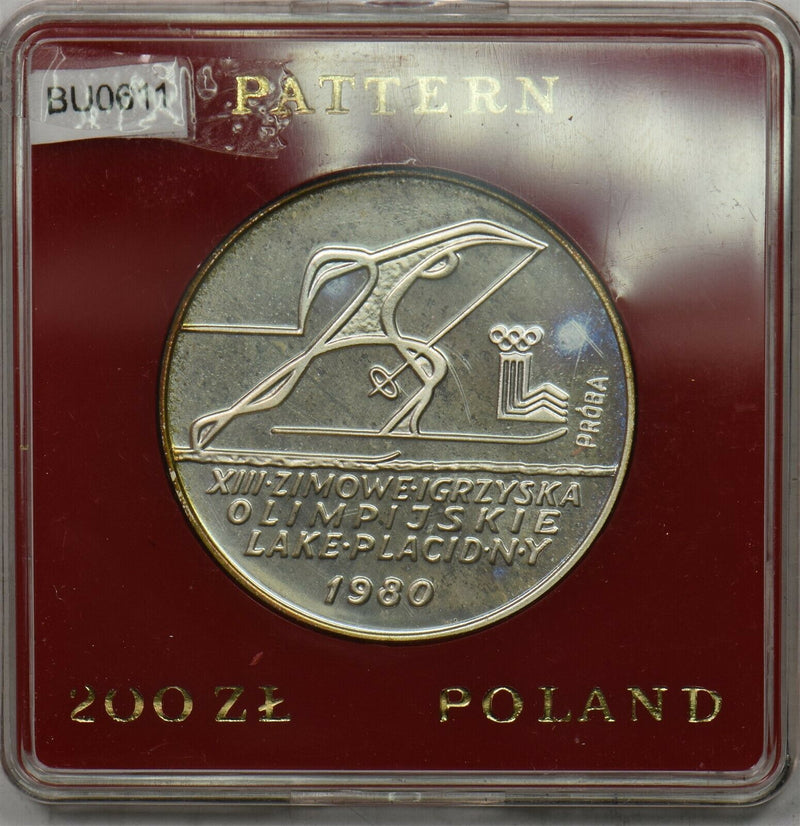 BU0611
PATTERN
PRÓBA
XIII·ZIMOWE·IGRZYSKA
OLIMPIJSKIE
LAKE·PLACID·N·Y
1980
200 ZŁ POLAND